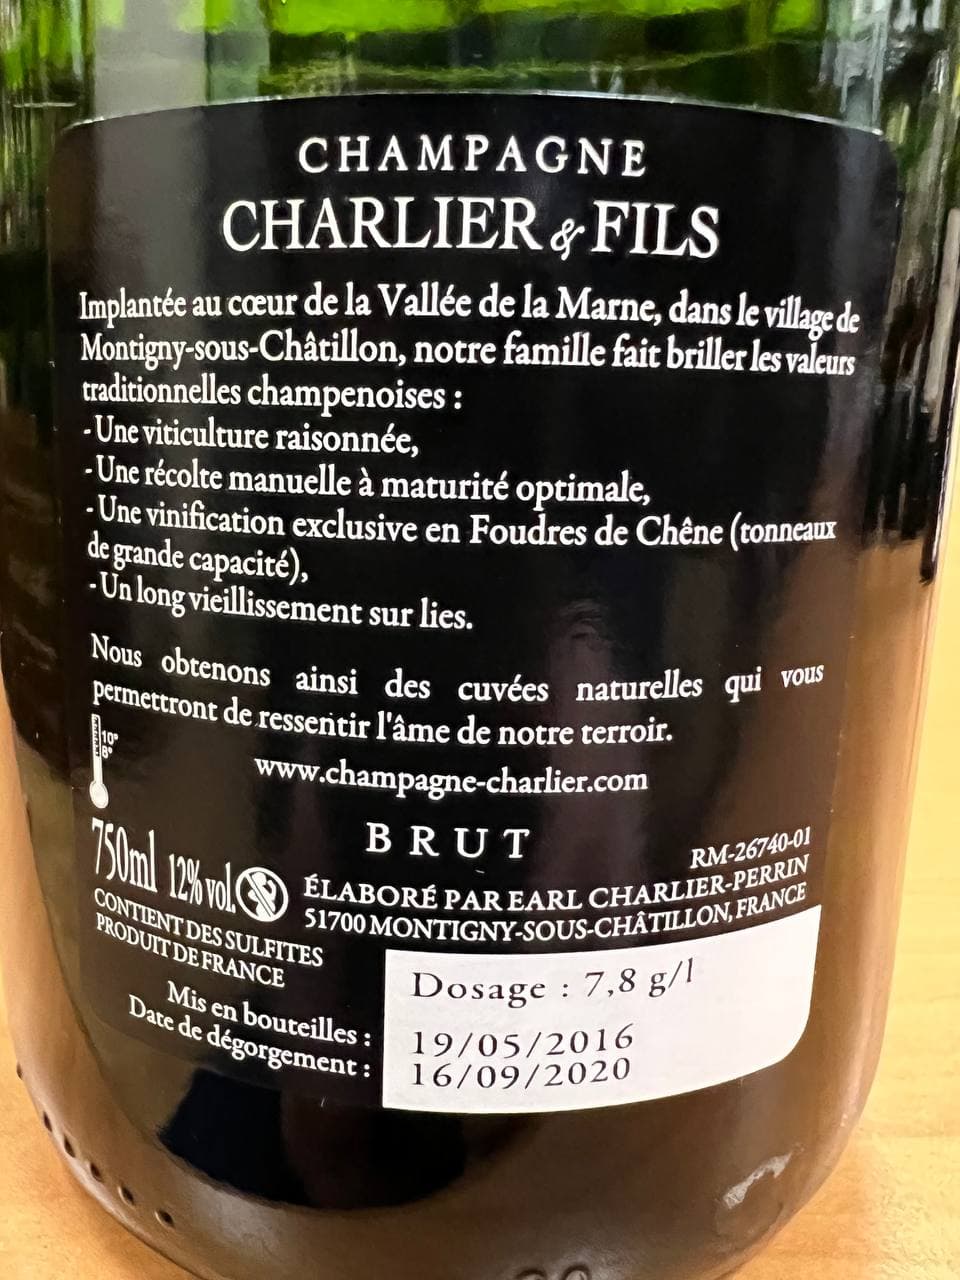 CHAMPAGNE
CHARLIER & FILS
Implantée au cœur de la Vallée de la Marne, dans le village de
Montigny-sous-Châtillon, notre famille fait briller les valeurs
traditionnelles champenoises :
- Une viticulture raisonnée,
- Une récolte manuelle à maturité optimale,
- Une vinification exclusive en Foudres de Chêne (tonneaux
de grande capacité),
- Un long vieillissement sur lies.
Nous obtenons ainsi des cuvées naturelles qui vous
permettront de ressentir l'âme de notre terroir.
10°
8°
www.champagne-charlier.com
BRUT
750ml 12% vol.
RM-26740-01
ÉLABORÉ PAR EARL CHARLIER-PERRIN
51700 MONTIGNY-SOUS-CHÂTILLON, FRANCE
CONTIENT DES SULFITES
PRODUIT DE FRANCE
Dosage : 7,8 g/l
Mis en bouteilles : 19/05/2016
Date de dégorgement : 16/09/2020